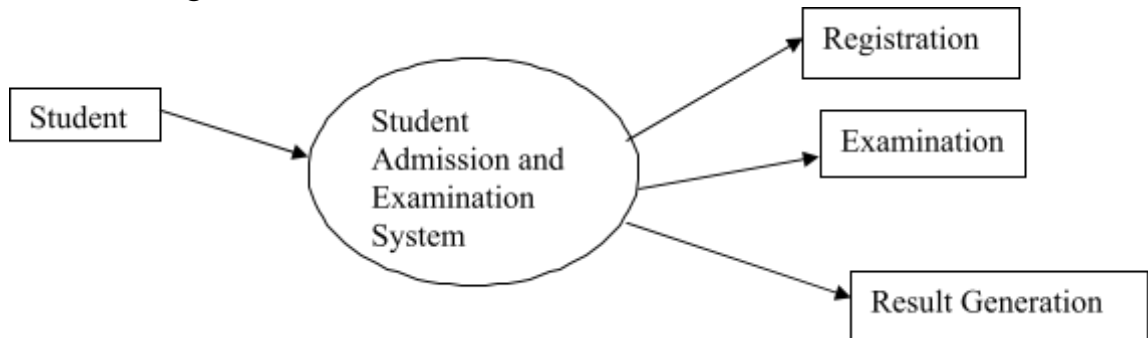 Registration
Student
Student
Admission and
Examination
System
Examination
Result Generation